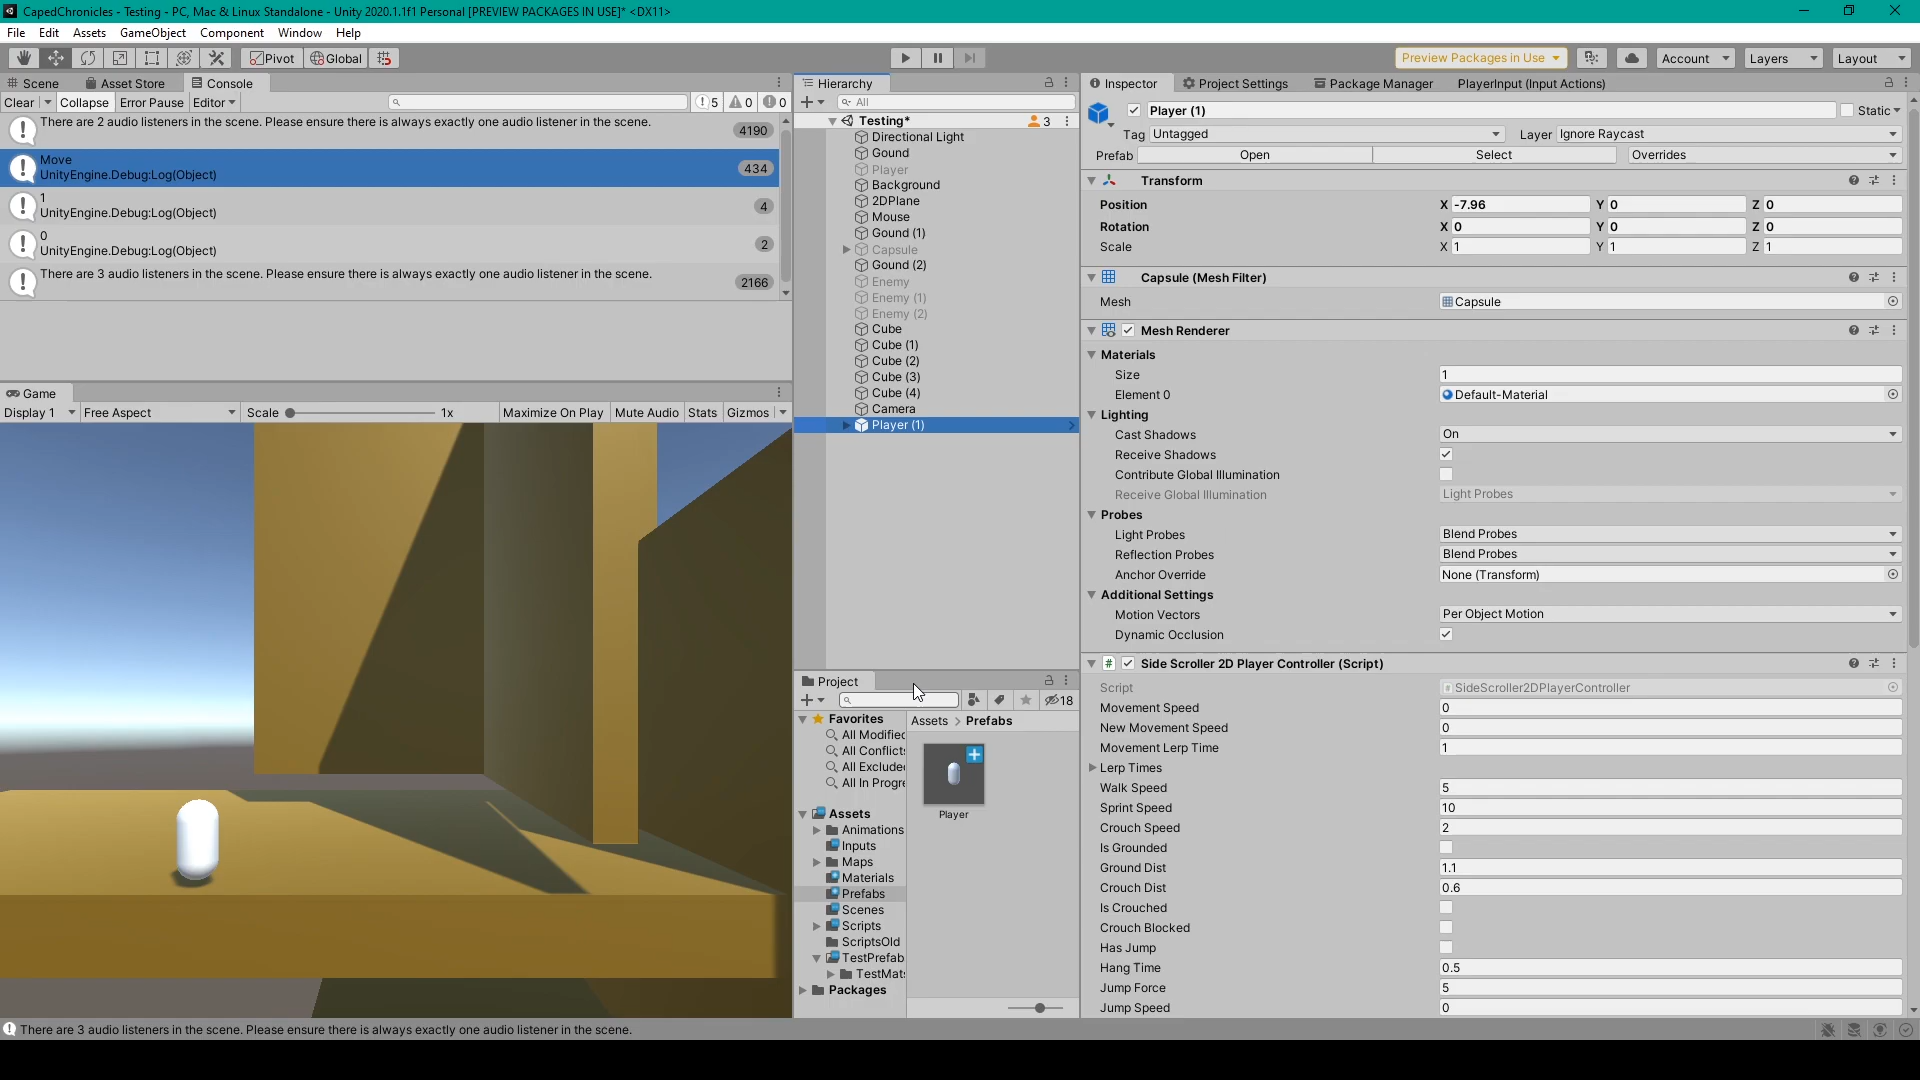 CapedChronicles - Testing - PC, Mac & Linux Standalone - Unity 2020.1.1f1 Personal [PREVIEW PACKAGES IN USE]* <DX11>
File Edit Assets GameObject Component Window Help
Pivot Global Preview Packages in Use Account Layers Layout
Scene Asset Store Console
Clear Collapse Error Pause Editor 5 0 0
There are 2 audio listeners in the scene. Please ensure there is always exactly one audio listener in the scene. 4190
Move
UnityEngine.Debug:Log(Object) 434
1
UnityEngine.Debug:Log(Object) 4
0
UnityEngine.Debug:Log(Object) 2
There are 3 audio listeners in the scene. Please ensure there is always exactly one audio listener in the scene. 2166
Game
Display 1 Free Aspect Scale 1x Maximize On Play Mute Audio Stats Gizmos
Hierarchy
All
Testing* 3
Directional Light
Gound
Player
Background
2DPlane
Mouse
Gound (1)
Capsule
Gound (2)
Enemy
Enemy (1)
Enemy (2)
Cube
Cube (1)
Cube (2)
Cube (3)
Cube (4)
Camera
Player (1)
Project
18
Favorites
All Modified
All Conflicts
All Excluded
All In Progre
Assets
Animations
Inputs
Maps
Materials
Prefabs
Scenes
Scripts
ScriptsOld
TestPrefab
TestMats
Packages
Assets > Prefabs
Player
Inspector Project Settings Package Manager PlayerInput (Input Actions)
Player (1) Static
Tag Untagged Layer Ignore Raycast
Prefab Open Select Overrides
Transform
Position X -7.96 Y 0 Z 0
Rotation X 0 Y 0 Z 0
Scale X 1 Y 1 Z 1
Capsule (Mesh Filter)
Mesh Capsule
Mesh Renderer
Materials
Size 1
Element 0 Default-Material
Lighting
Cast Shadows On
Receive Shadows
Contribute Global Illumination
Receive Global Illumination Light Probes
Probes
Light Probes Blend Probes
Reflection Probes Blend Probes
Anchor Override None (Transform)
Additional Settings
Motion Vectors Per Object Motion
Dynamic Occlusion
# Side Scroller 2D Player Controller (Script)
Script # SideScroller2DPlayerController
Movement Speed 0
New Movement Speed 0
Movement Lerp Time 1
Lerp Times
Walk Speed 5
Sprint Speed 10
Crouch Speed 2
Is Grounded
Ground Dist 1.1
Crouch Dist 0.6
Is Crouched
Crouch Blocked
Has Jump
Hang Time 0.5
Jump Force 5
Jump Speed 0
There are 3 audio listeners in the scene. Please ensure there is always exactly one audio listener in the scene.